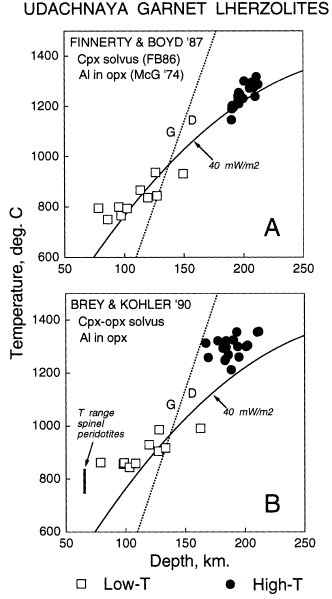 UDACHNAYA GARNET LHERZOLITES
FINNERTY & BOYD '87
Cpx solvus (FB86)
Al in opx (McG '74)
G D
40 mW/m2
A
1400
1200
1000
800
600
50 100 150 200 250
Temperature, deg. C
BREY & KOHLER '90
Cpx-opx solvus
Al in opx
G D
T range
spinel
peridotites
40 mW/m2
B
1400
1200
1000
800
600
50 100 150 200 250
Depth, km.
Low-T High-T